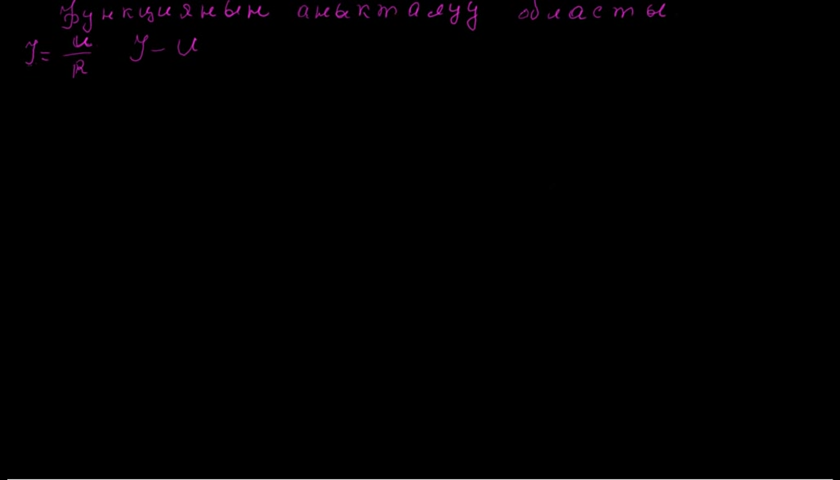 функциянын аныкталуу областы
J = u/R J – u